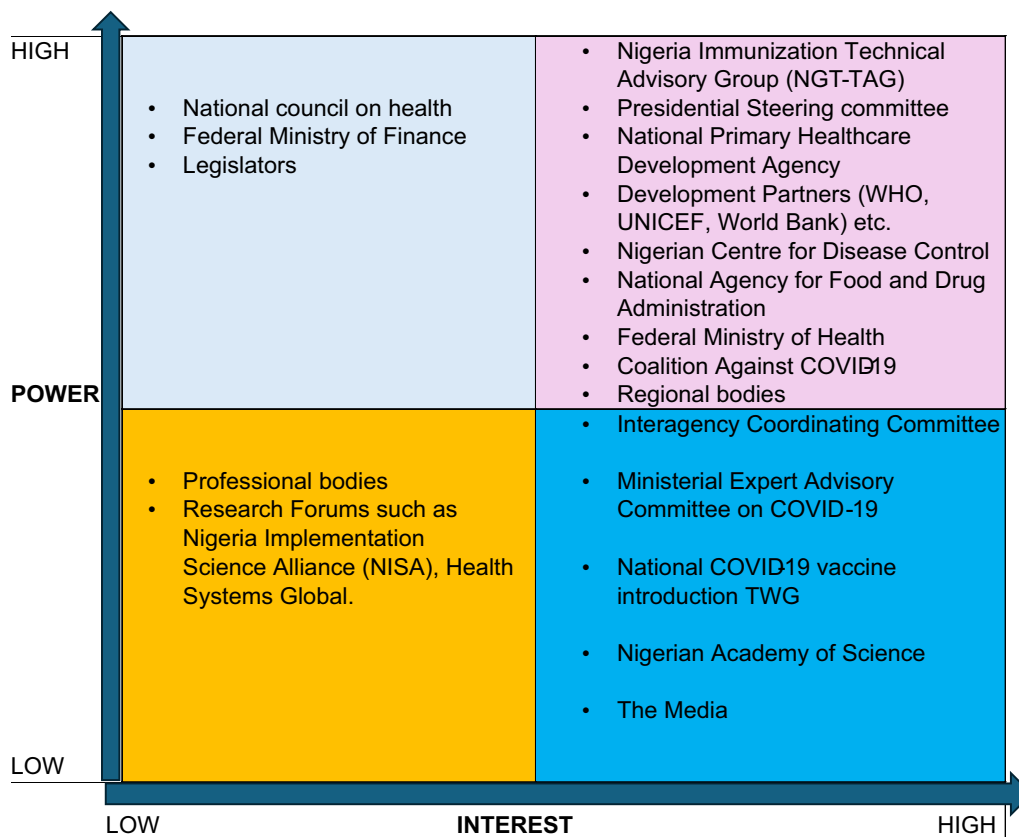 HIGH
• National council on health
• Federal Ministry of Finance
• Legislators
• Nigeria Immunization Technical
Advisory Group (NGT-TAG)
• Presidential Steering committee
• National Primary Healthcare
Development Agency
• Development Partners (WHO,
UNICEF, World Bank) etc.
• Nigerian Centre for Disease Control
• National Agency for Food and Drug
Administration
• Federal Ministry of Health
• Coalition Against COVID-19
• Regional bodies
POWER
• Professional bodies
• Research Forums such as
Nigeria Implementation
Science Alliance (NISA), Health
Systems Global.
• Interagency Coordinating Committee
• Ministerial Expert Advisory
Committee on COVID-19
• National COVID-19 vaccine
introduction TWG
• Nigerian Academy of Science
• The Media
LOW
LOW
INTEREST
HIGH